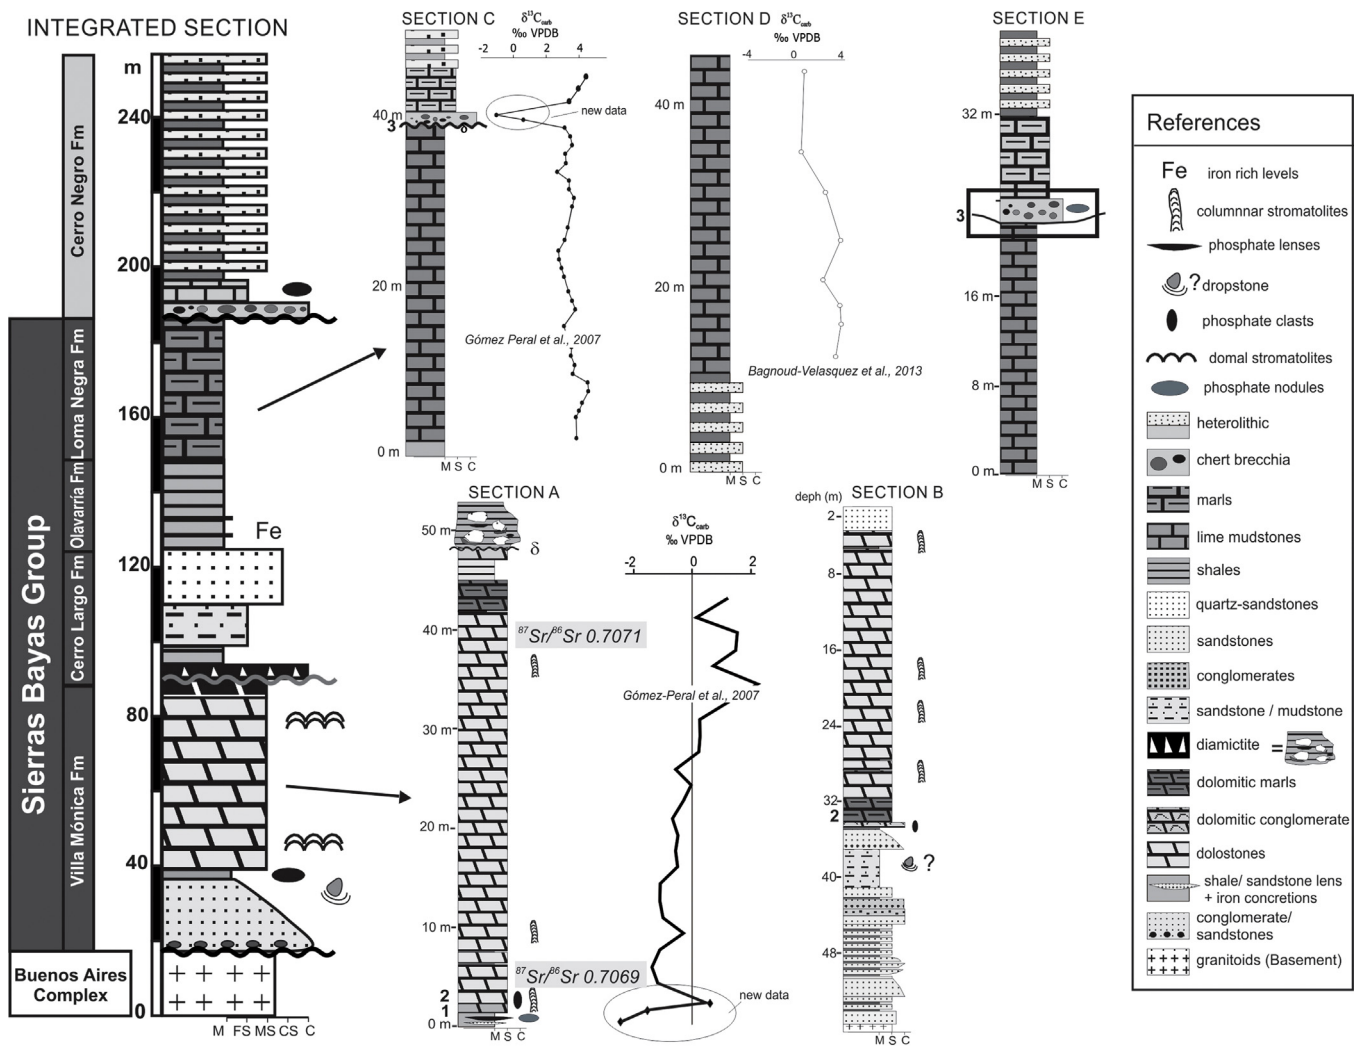 INTEGRATED SECTION
m
240
200
160
120
80
40
0
Cerro Negro Fm
Loma Negra Fm
Olavarría Fm
Cerro Largo Fm
Villa Mónica Fm
Sierras Bayas Group
Buenos Aires
Complex
Fe
M FS MS CS C
SECTION C
δ13Ccarb
‰ VPDB
-2 0 2 4
new data
40 m
3
δ
20 m
Gómez Peral et al., 2007
0 m
M S C
SECTION D
δ13Ccarb
‰ VPDB
-4 0 4
40 m
20 m
Bagnoud-Velasquez et al., 2013
0 m
M S C
SECTION E
32 m
3
16 m
8 m
0 m
M S C
SECTION A
δ13Ccarb
‰ VPDB
-2 0 2
50 m
δ
40 m
87Sr/86Sr 0.7071
Gómez-Peral et al., 2007
30 m
20 m
10 m
87Sr/86Sr 0.7069
2
1
0 m
new data
M S C
SECTION B
deph (m)
2
8
16
24
32
2
?
40
48
M S C
References
Fe iron rich levels
columnnar stromatolites
phosphate lenses
? dropstone
phosphate clasts
domal stromatolites
phosphate nodules
heterolithic
chert brecchia
marls
lime mudstones
shales
quartz-sandstones
sandstones
conglomerates
sandstone / mudstone
diamictite =
dolomitic marls
dolomitic conglomerate
dolostones
shale/ sandstone lens
+ iron concretions
conglomerate/
sandstones
granitoids (Basement)